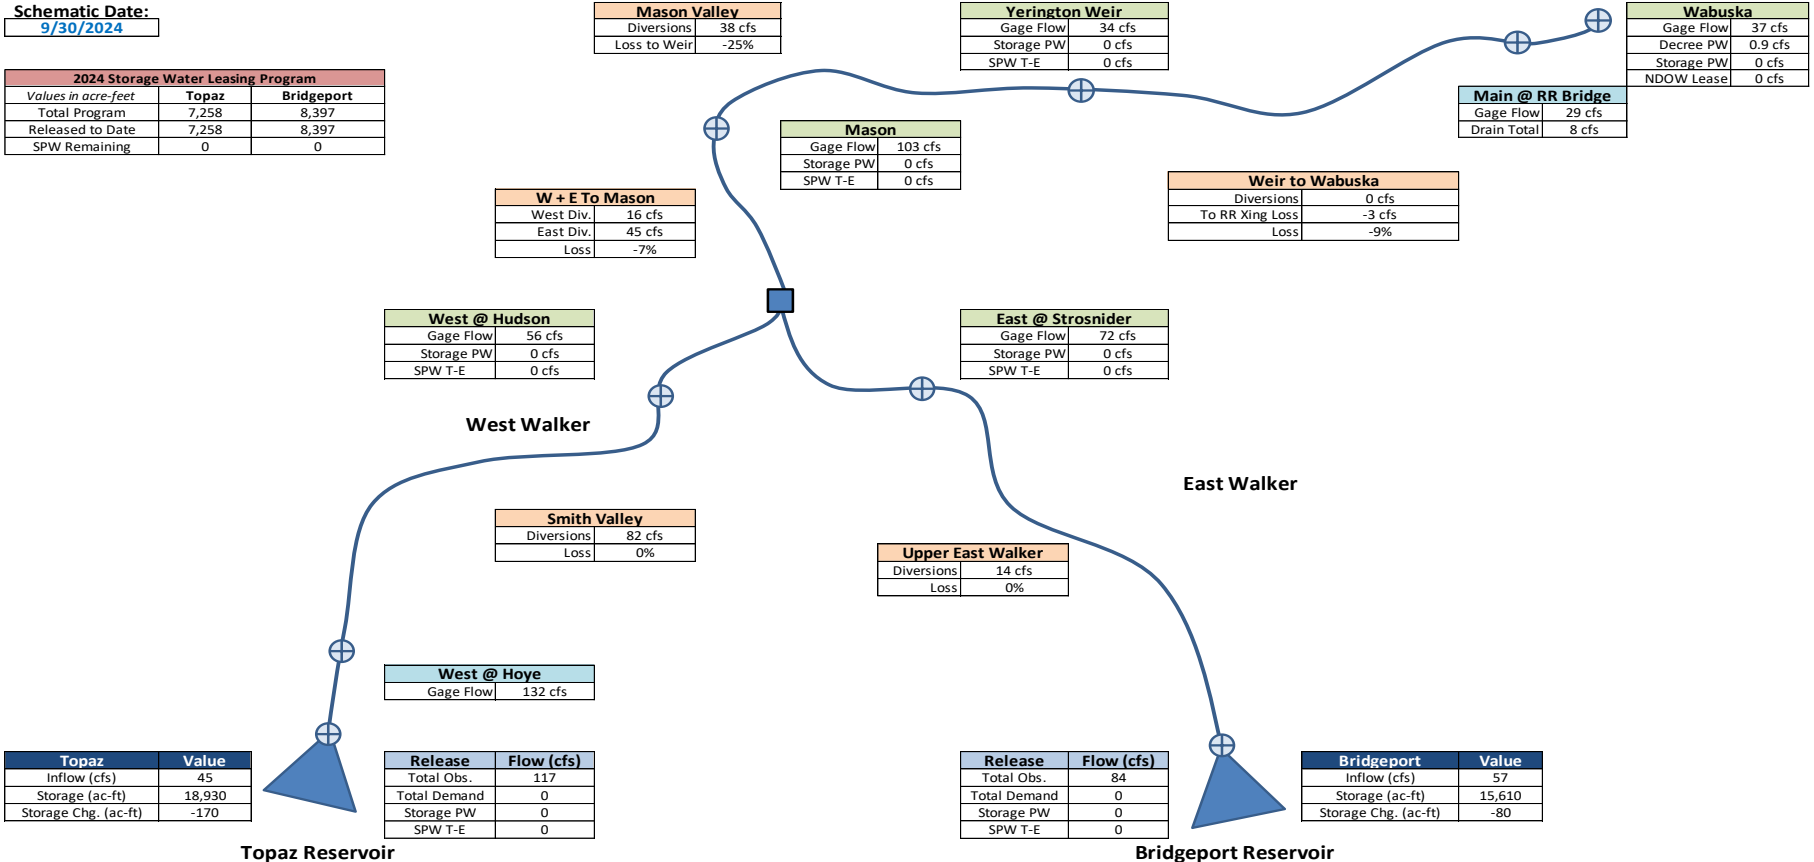 Schematic Date:
9/30/2024
2024 Storage Water Leasing Program
Values in acre-feet Topaz Bridgeport
Total Program 7,258 8,397
Released to Date 7,258 8,397
SPW Remaining 0 0
Mason Valley
Diversions 38 cfs
Loss to Weir -25%
Yerington Weir
Gage Flow 34 cfs
Storage PW 0 cfs
SPW T-E 0 cfs
Wabuska
Gage Flow 37 cfs
Decree PW 0.9 cfs
Storage PW 0 cfs
NDOW Lease 0 cfs
Main @ RR Bridge
Gage Flow 29 cfs
Drain Total 8 cfs
Mason
Gage Flow 103 cfs
Storage PW 0 cfs
SPW T-E 0 cfs
W + E To Mason
West Div. 16 cfs
East Div. 45 cfs
Loss -7%
Weir to Wabuska
Diversions 0 cfs
To RR Xing Loss -3 cfs
Loss -9%
West @ Hudson
Gage Flow 56 cfs
Storage PW 0 cfs
SPW T-E 0 cfs
East @ Strosnider
Gage Flow 72 cfs
Storage PW 0 cfs
SPW T-E 0 cfs
West Walker
East Walker
Smith Valley
Diversions 82 cfs
Loss 0%
Upper East Walker
Diversions 14 cfs
Loss 0%
West @ Hoye
Gage Flow 132 cfs
Topaz Value
Inflow (cfs) 45
Storage (ac-ft) 18,930
Storage Chg. (ac-ft) -170
Release Flow (cfs)
Total Obs. 117
Total Demand 0
Storage PW 0
SPW T-E 0
Topaz Reservoir
Release Flow (cfs)
Total Obs. 84
Total Demand 0
Storage PW 0
SPW T-E 0
Bridgeport Value
Inflow (cfs) 57
Storage (ac-ft) 15,610
Storage Chg. (ac-ft) -80
Bridgeport Reservoir